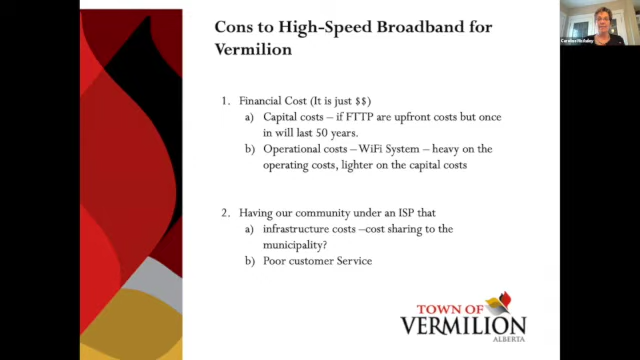 Cons to High-Speed Broadband for
Vermilion
1. Financial Cost (It is just $$)
a) Capital costs – if FTTP are upfront costs but once
in will last 50 years.
b) Operational costs – WiFi System – heavy on the
operating costs, lighter on the capital costs
2. Having our community under an ISP that
a) infrastructure costs –cost sharing to the
municipality?
b) Poor customer Service
TOWN OF
VERMILION
ALBERTA